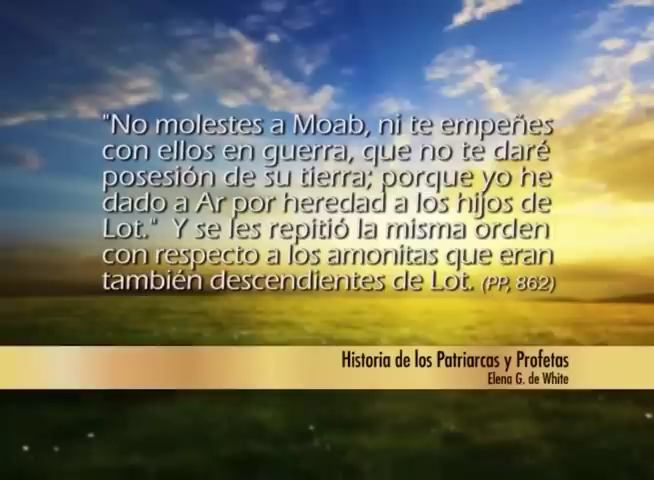 "No molestes a Moab, ni te empeñes
con ellos en guerra, que no te daré
posesión de su tierra; porque yo he
dado a Ar por heredad a los hijos de
Lot." Y se les repitió la misma orden
con respecto a los amonitas que eran
también descendientes de Lot. (PP, 862)
Historia de los Patriarcas y Profetas
Elena G. de White